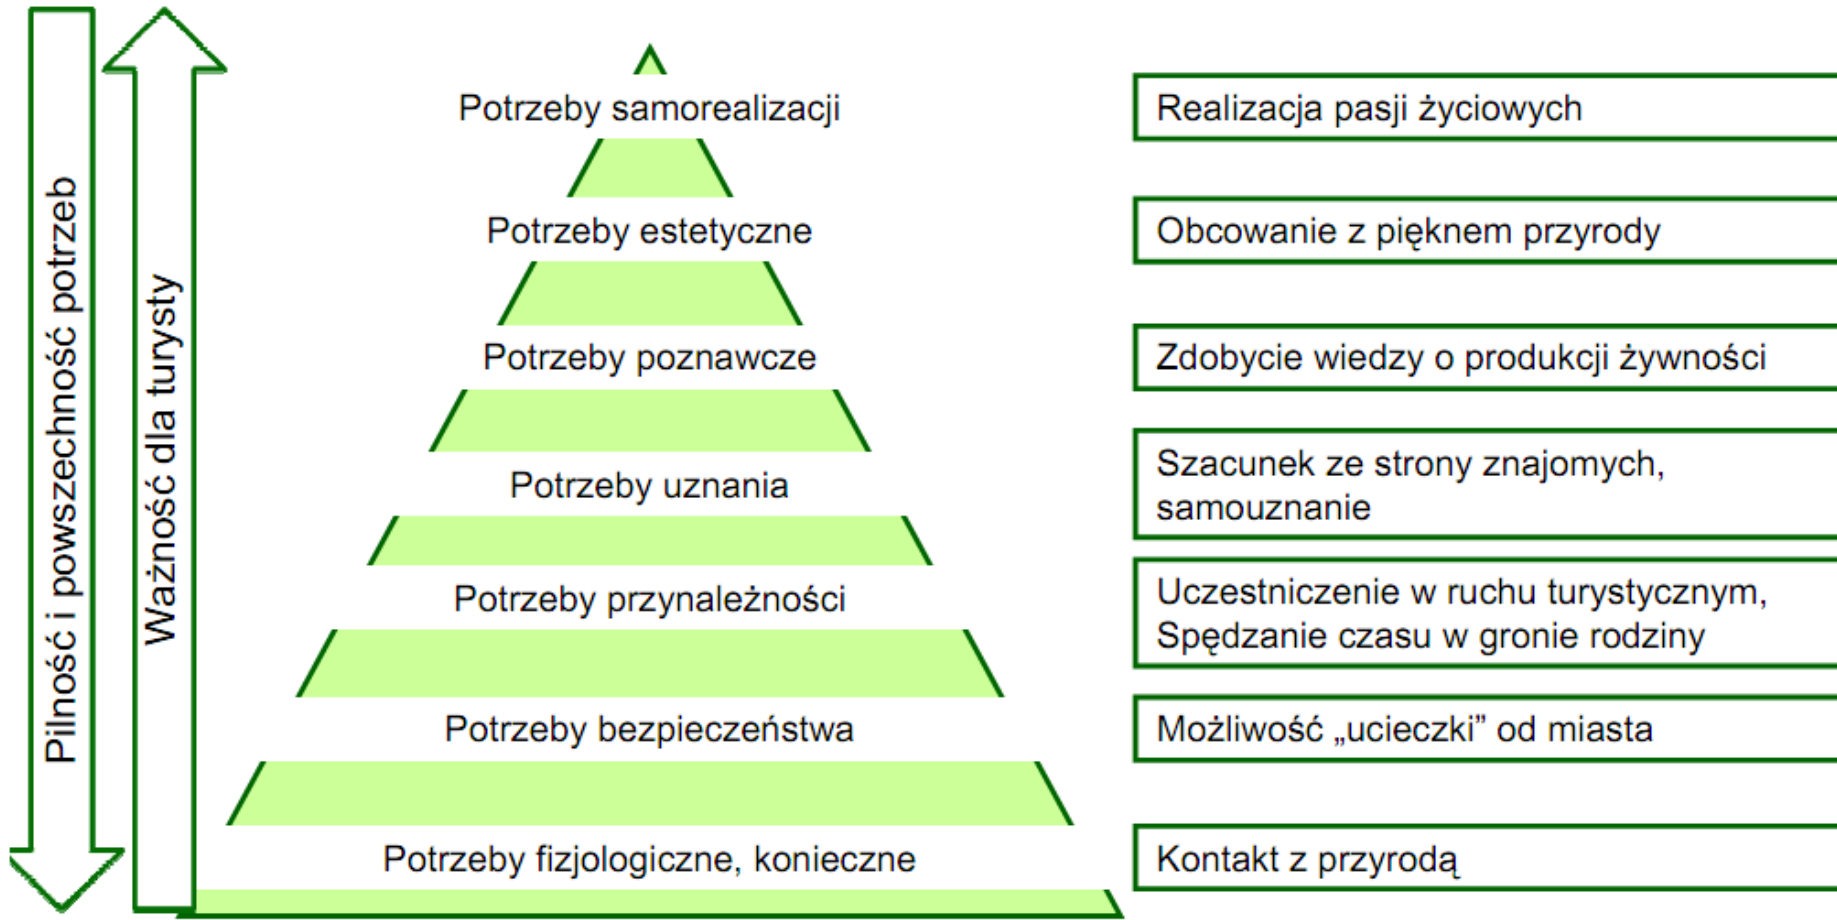 Pilność i powszechność potrzeb
Ważność dla turysty
Potrzeby samorealizacji
Realizacja pasji życiowych
Potrzeby estetyczne
Obcowanie z pięknem przyrody
Potrzeby poznawcze
Zdobycie wiedzy o produkcji żywności
Potrzeby uznania
Szacunek ze strony znajomych,
samouznanie
Potrzeby przynależności
Uczestniczenie w ruchu turystycznym,
Spędzanie czasu w gronie rodziny
Potrzeby bezpieczeństwa
Możliwość „ucieczki” od miasta
Potrzeby fizjologiczne, konieczne
Kontakt z przyrodą